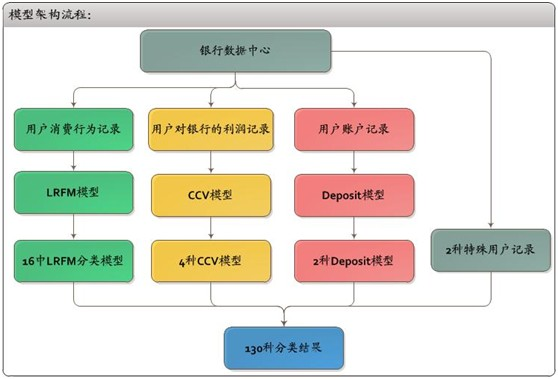 模型架构流程:
银行数据中心
用户消费行为记录
用户对银行的利润记录
用户账户记录
LRFM模型
CCV模型
Deposit模型
16中LRFM分类模型
4种CCV模型
2种Deposit模型
2种特殊用户记录
130种分类结果